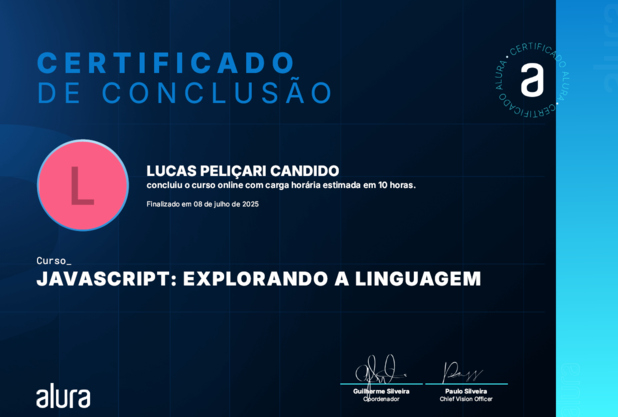 CERTIFICADO
DE CONCLUSÃO
CERTIFICADO ALURA • CERTIFICADO ALURA •
a
L
LUCAS PELIÇARI CANDIDO
concluiu o curso online com carga horária estimada em 10 horas.
Finalizado em 08 de julho de 2025
Curso_
JAVASCRIPT: EXPLORANDO A LINGUAGEM
Guilherme Silveira
Coordenador
Paulo Silveira
Chief Vision Officer
alura